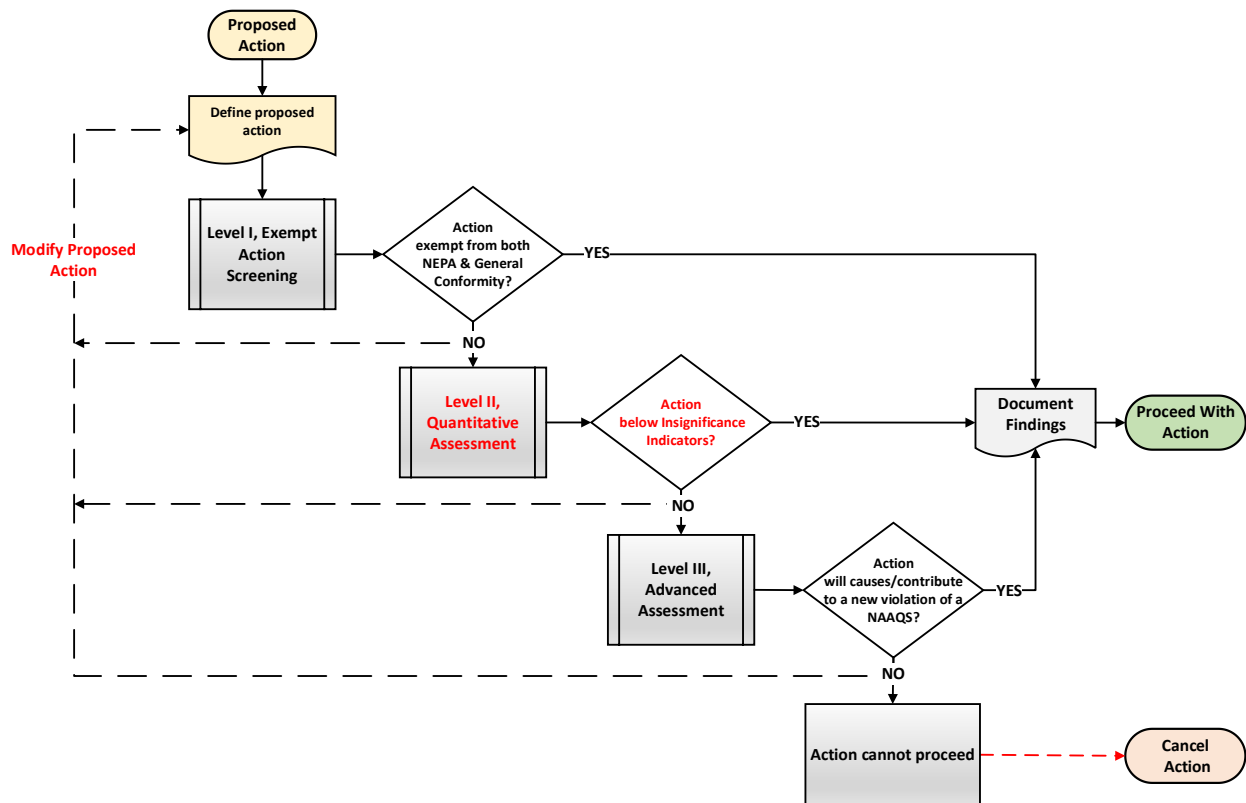 Proposed
Action
Define proposed
action
Level I, Exempt
Action
Screening
Action
exempt from both
NEPA & General
Conformity?
YES
Modify Proposed
Action
NO
Level II,
Quantitative
Assessment
Action
below Insignificance
Indicators?
YES
Document
Findings
Proceed With
Action
NO
Level III,
Advanced
Assessment
Action
will causes/contribute
to a new violation of a
NAAQS?
YES
NO
Action cannot proceed
Cancel
Action